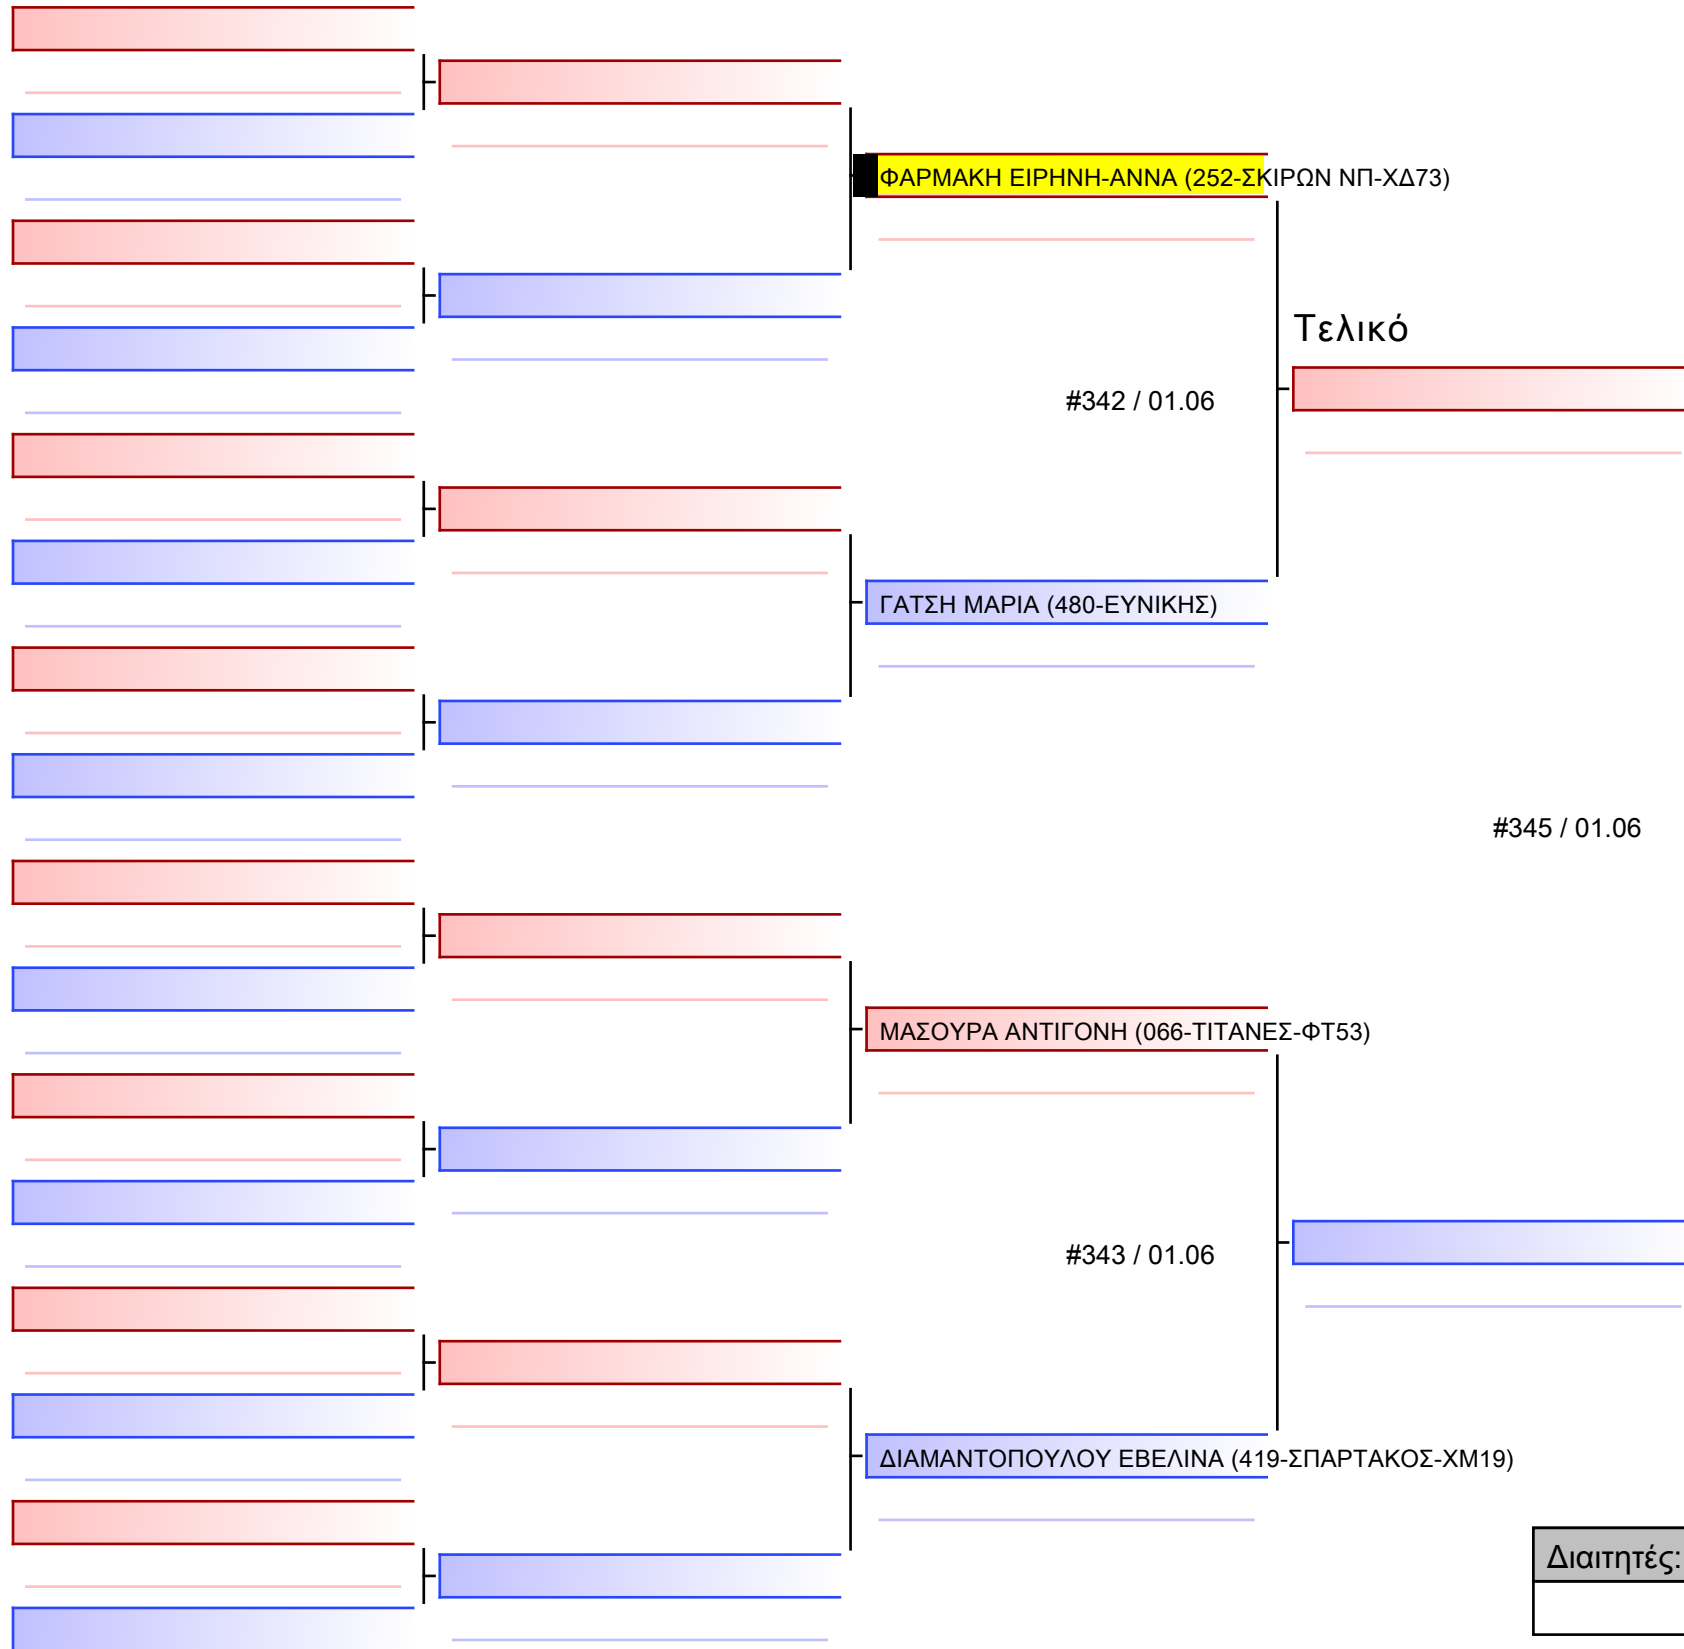 ΦΑΡΜΑΚΗ ΕΙΡΗΝΗ-ΑΝΝΑ (252-ΣΚΙΡΩΝ ΝΠ-ΧΔ73)
Τελικό
#342 / 01.06
ΓΑΤΣΗ ΜΑΡΙΑ (480-ΕΥΝΙΚΗΣ)
#345 / 01.06
ΜΑΣΟΥΡΑ ΑΝΤΙΓΟΝΗ (066-ΤΙΤΑΝΕΣ-ΦΤ53)
#343 / 01.06
ΔΙΑΜΑΝΤΟΠΟΥΛΟΥ ΕΒΕΛΙΝΑ (419-ΣΠΑΡΤΑΚΟΣ-ΧΜ19)
Διαιτητές: